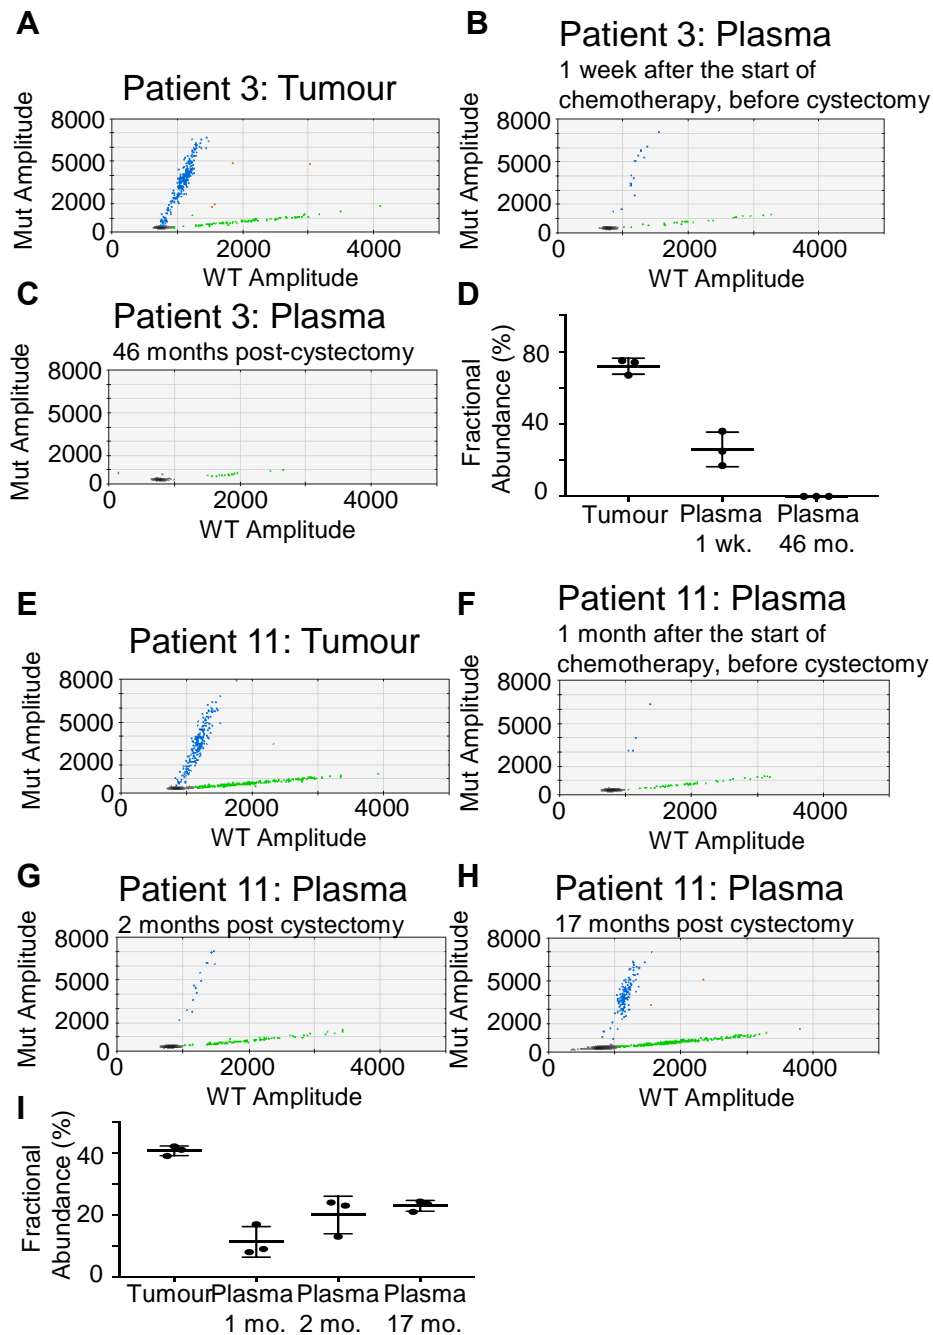 A
Patient 3: Tumour
8000
5000
2000
0
Mut Amplitude
0
2000
4000
WT Amplitude
B
Patient 3: Plasma
1 week after the start of
chemotherapy, before cystectomy
8000
5000
2000
0
Mut Amplitude
0
2000
4000
WT Amplitude
C
Patient 3: Plasma
46 months post-cystectomy
8000
5000
2000
0
Mut Amplitude
0
2000
4000
WT Amplitude
D
Fractional
Abundance (%)
80
40
0
Tumour
Plasma
1 wk.
Plasma
46 mo.
E
Patient 11: Tumour
8000
5000
2000
0
Mut Amplitude
0
2000
4000
WT Amplitude
F
Patient 11: Plasma
1 month after the start of
chemotherapy, before cystectomy
8000
5000
2000
0
Mut Amplitude
0
2000
4000
WT Amplitude
G
Patient 11: Plasma
2 months post cystectomy
8000
5000
2000
0
Mut Amplitude
0
2000
4000
WT Amplitude
H
Patient 11: Plasma
17 months post cystectomy
8000
5000
2000
0
Mut Amplitude
0
2000
4000
WT Amplitude
I
Fractional
Abundance (%)
40
20
0
Tumour
Plasma
1 mo.
Plasma
2 mo.
Plasma
17 mo.